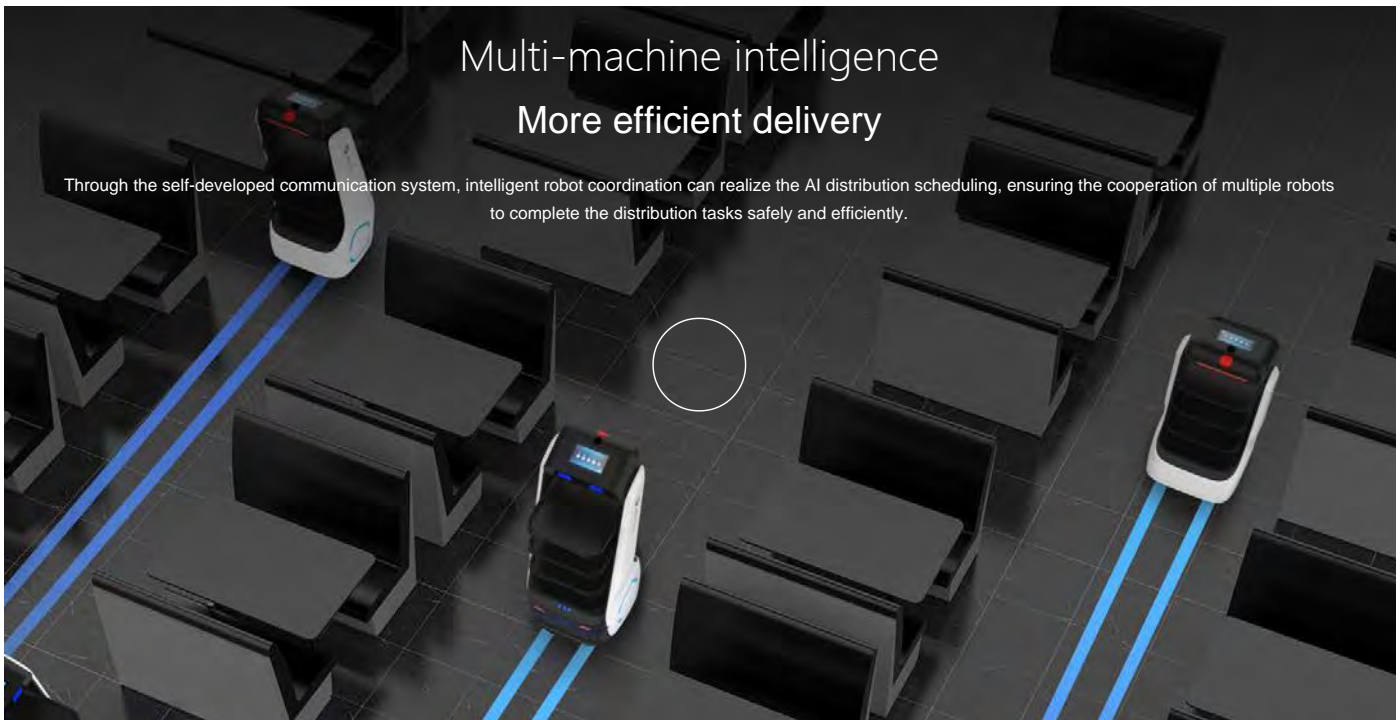 Multi-machine intelligence
More efficient delivery
Through the self-developed communication system, intelligent robot coordination can realize the AI distribution scheduling, ensuring the cooperation of multiple robots
to complete the distribution tasks safely and efficiently.